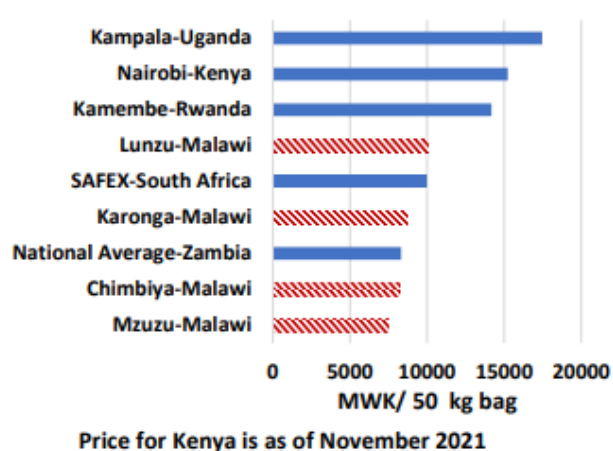 Kampala-Uganda
Nairobi-Kenya
Kamembe-Rwanda
Lunzu-Malawi
SAFEX-South Africa
Karonga-Malawi
National Average-Zambia
Chimbiya-Malawi
Mzuzu-Malawi
0 5000 10000 15000 20000
MWK/ 50 kg bag
Price for Kenya is as of November 2021